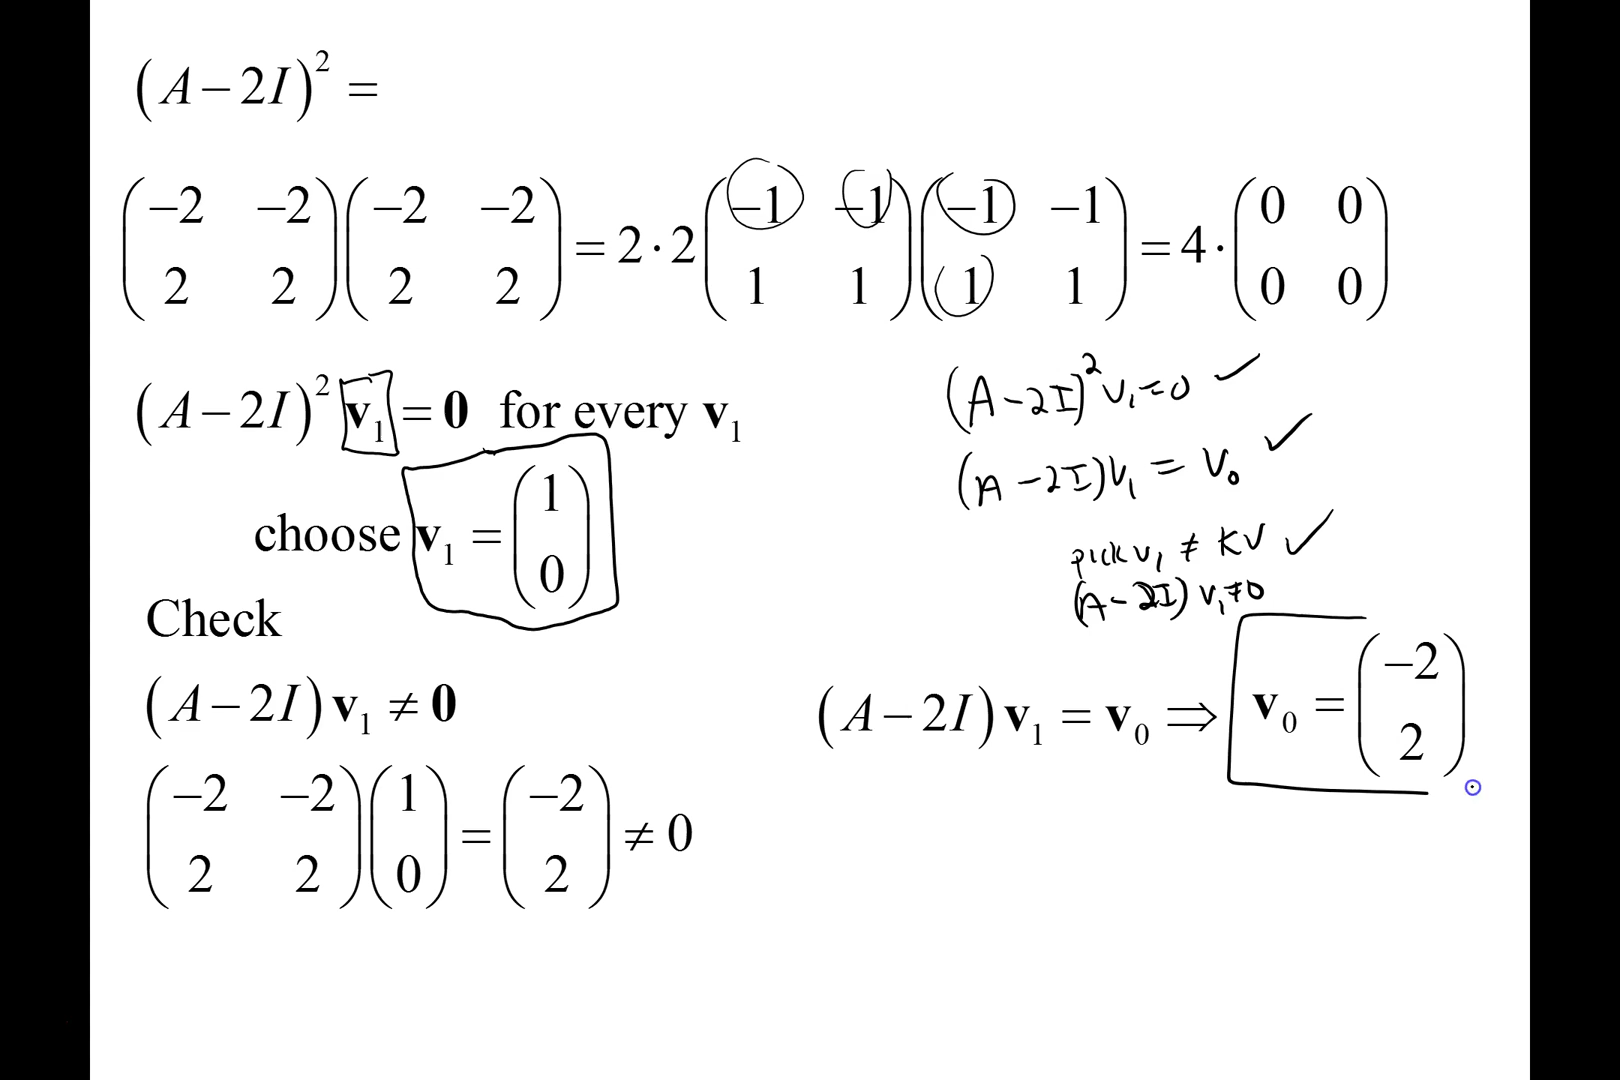 (A−2I)² =
(−2 −2; 2 2)(−2 −2; 2 2) = 2·2(−1 −1; 1 1)(−1 −1; 1 1) = 4·(0 0; 0 0)
(A−2I)² v₁ = 0 for every v₁
choose v₁ = (1; 0)
Check
(A−2I)v₁ ≠ 0
(−2 −2; 2 2)(1; 0) = (−2; 2) ≠ 0
(A−2I)²v₁=0 ✓
(A−2I)v₁ = v₀ ✓
pick v₁ ≠ kv ✓
(A−2I)v₁≠0
(A−2I)v₁ = v₀ ⇒ v₀ = (−2; 2)